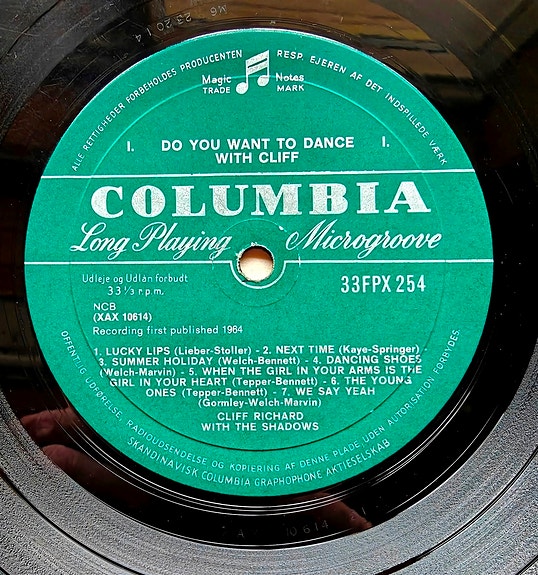 ALLE RETTIGHEDER FORBEHOLDES PRODUCENTEN RESP. EJEREN AF DET INDSPILLEDE VÆRK
Magic Notes
TRADE MARK
I. DO YOU WANT TO DANCE I.
WITH CLIFF
COLUMBIA
Long Playing Microgroove
Udleje og Udlån forbudt
33 1/3 r.p.m.
33FPX 254
NCB
(XAX 10614)
Recording first published 1964
1. LUCKY LIPS (Lieber-Stoller) - 2. NEXT TIME (Kaye-Springer)
3. SUMMER HOLIDAY (Welch-Bennett) - 4. DANCING SHOES
(Welch-Marvin) - 5. WHEN THE GIRL IN YOUR ARMS IS THE
GIRL IN YOUR HEART (Tepper-Bennett) - 6. THE YOUNG
ONES (Tepper-Bennett) - 7. WE SAY YEAH
(Gormley-Welch-Marvin)
CLIFF RICHARD
WITH THE SHADOWS
OFFENTLIG UDFØRELSE, RADIOUDSENDELSE OG KOPIERING AF DENNE PLADE UDEN AUTORISATION FORBYDES.
SKANDINAVISK COLUMBIA GRAPHOPHONE AKTIESELSKAB